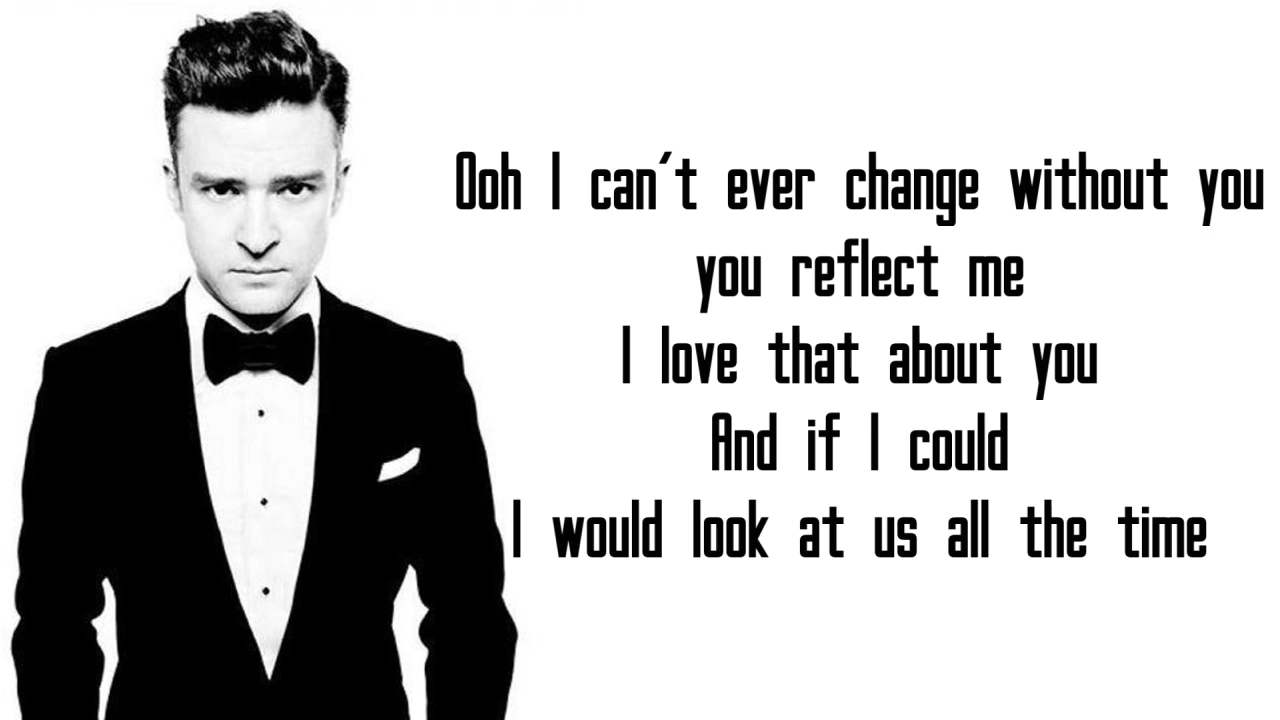 Ooh I can't ever change without you
you reflect me
I love that about you
And if I could
I would look at us all the time